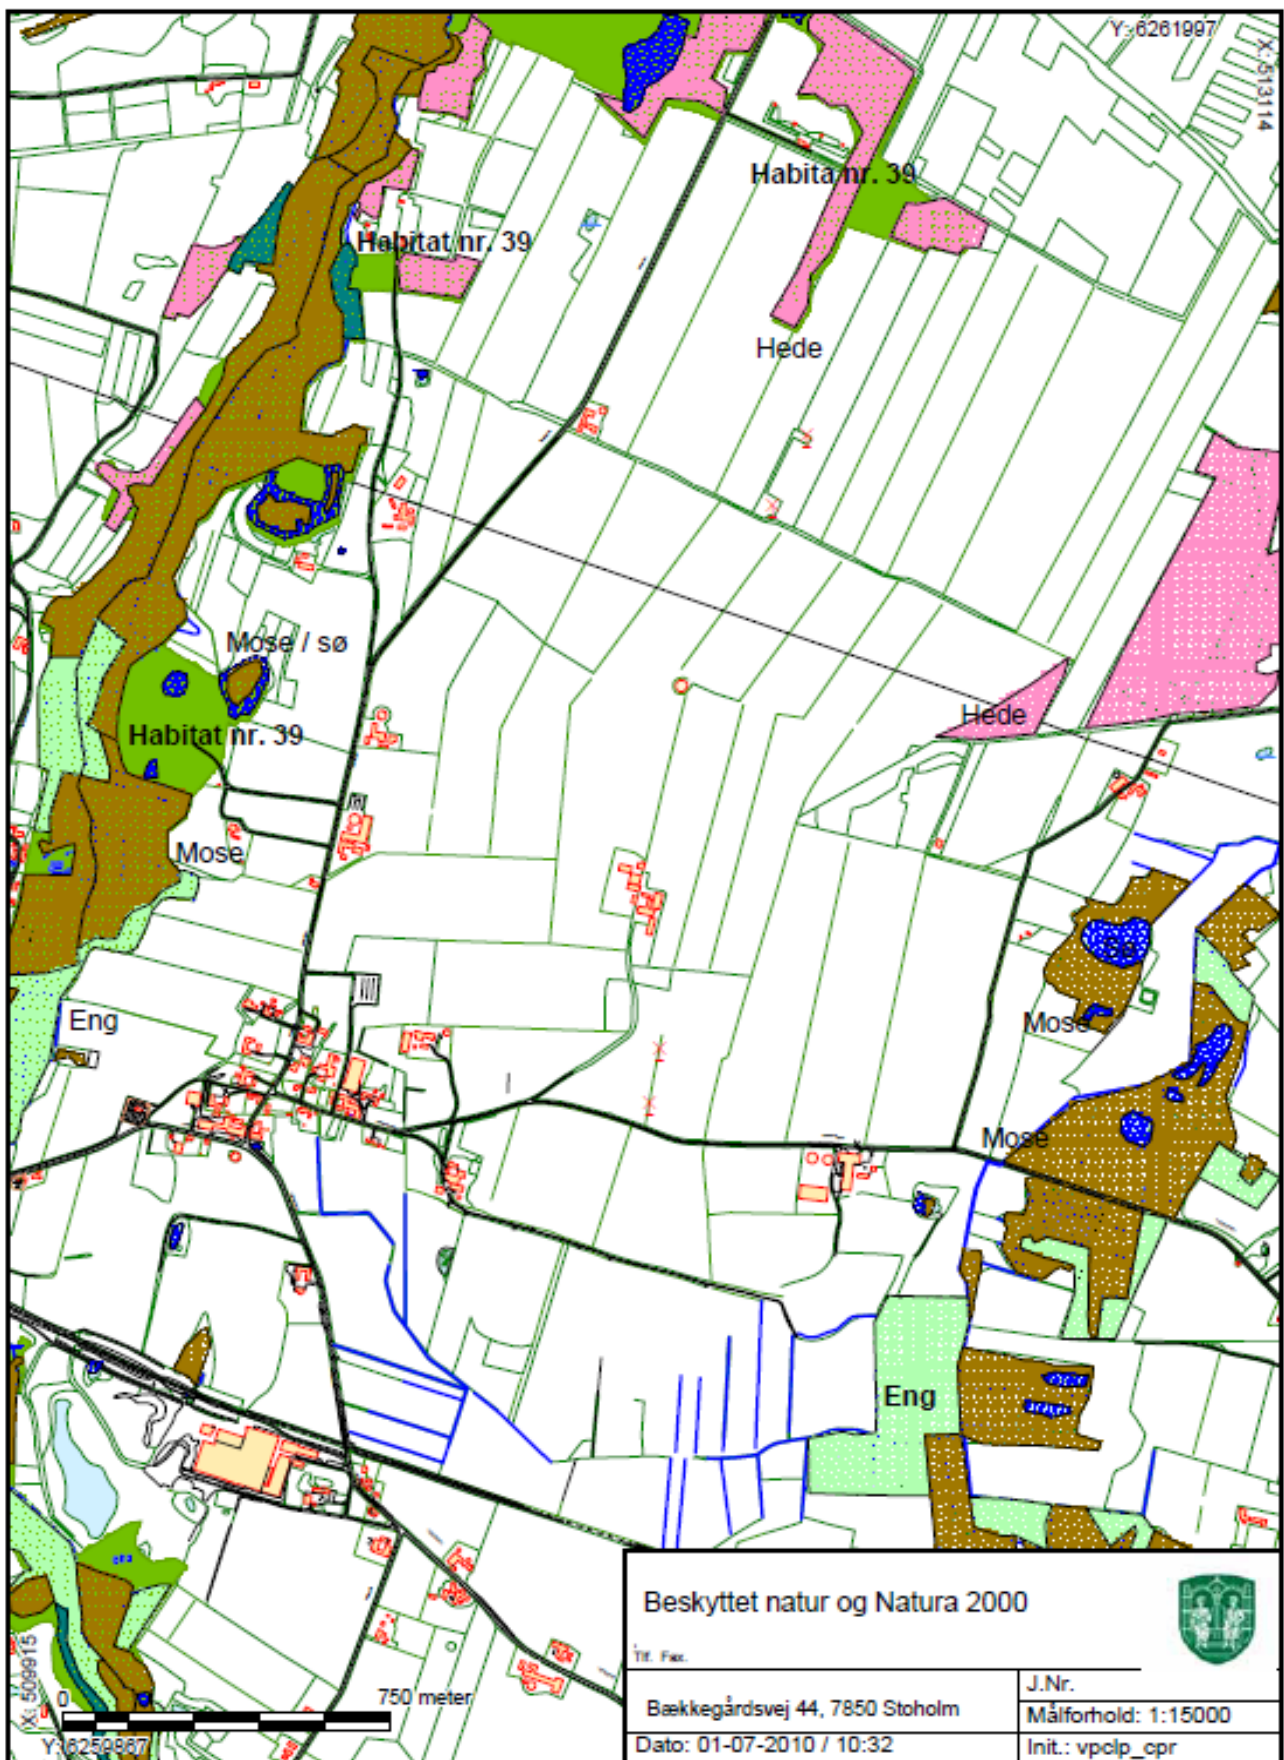 Y: 6261997
X: 513114
Habita nr. 39
Habitat nr. 39
Hede
Mose / sø
Hede
Habitat nr. 39
Mose
Sø
Eng
Mose
Mose
Eng
X: 509915
0
750 meter
Y: 6259867
Beskyttet natur og Natura 2000
Tlf. Fax.
Bækkegårdsvej 44, 7850 Stoholm
J.Nr.
Målforhold: 1:15000
Dato: 01-07-2010 / 10:32
Init.: vpclp_cpr